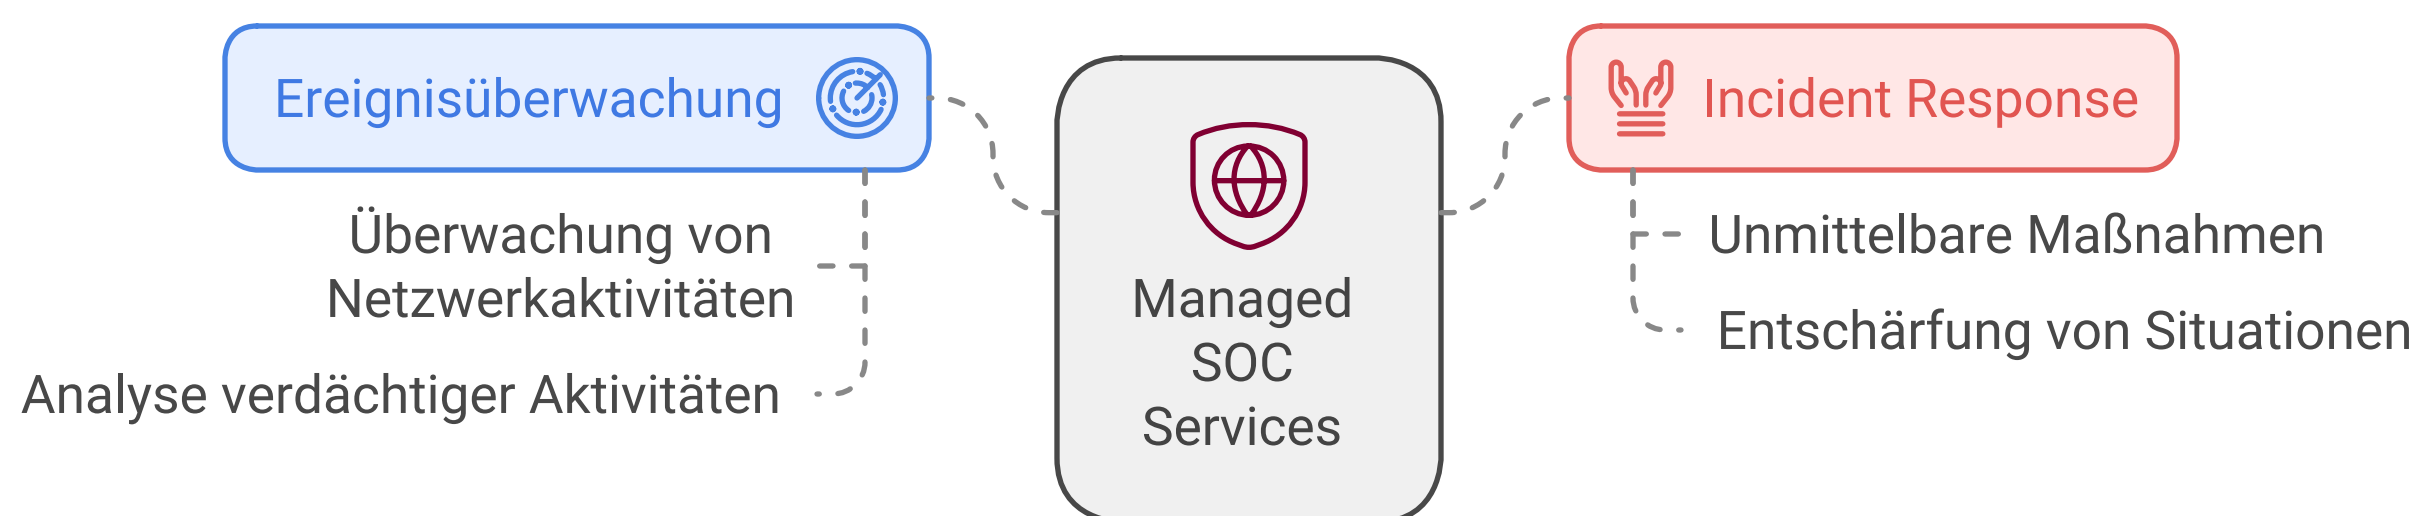 Ereignisüberwachung
Überwachung von
Netzwerkaktivitäten
Analyse verdächtiger Aktivitäten
Managed
SOC
Services
Incident Response
Unmittelbare Maßnahmen
Entschärfung von Situationen